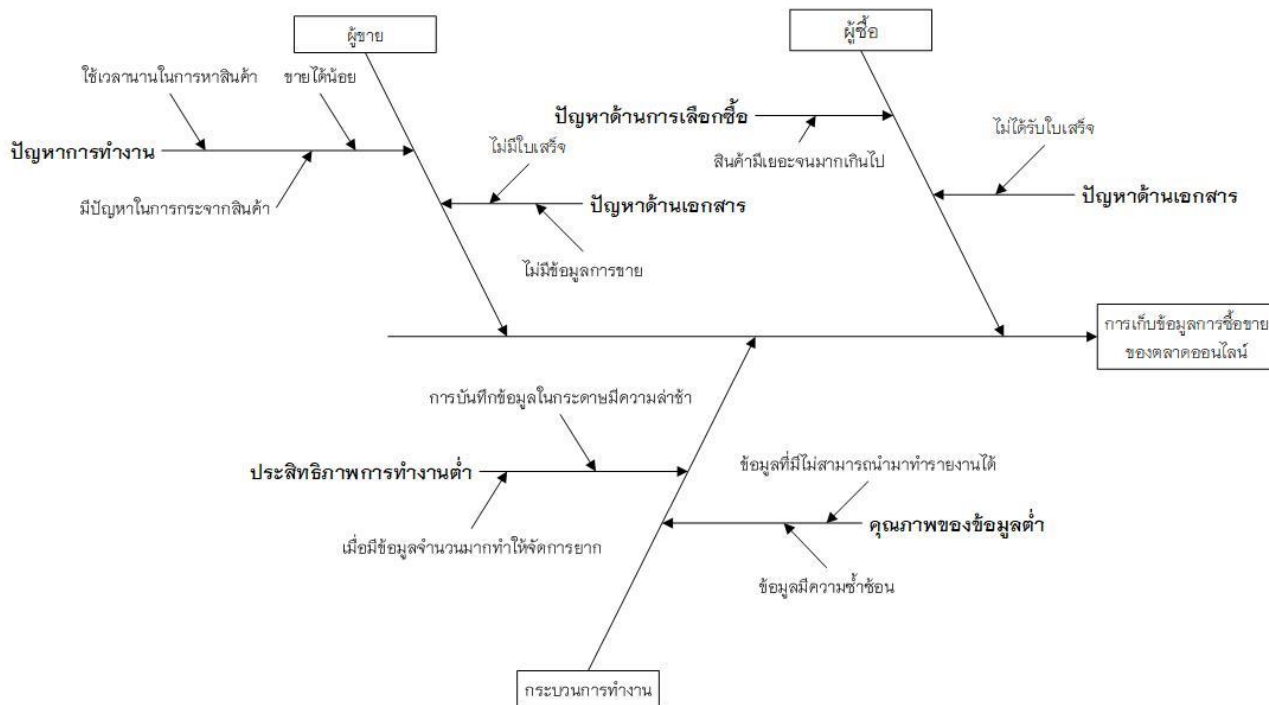 ผู้ขาย
ผู้ซื้อ
ใช้เวลานานในการหาสินค้า
ขายได้น้อย
ปัญหาการทำงาน
มีปัญหาในการกระจากสินค้า
ไม่มีใบเสร็จ
ปัญหาด้านเอกสาร
ไม่มีข้อมูลการขาย
ปัญหาด้านการเลือกซื้อ
สินค้ามีเยอะจนมากเกินไป
ไม่ได้รับใบเสร็จ
ปัญหาด้านเอกสาร
การเก็บข้อมูลการซื้อขาย
ของตลาดออนไลน์
การบันทึกข้อมูลในกระดาษมีความล่าช้า
ประสิทธิภาพการทำงานต่ำ
เมื่อมีข้อมูลจำนวนมากทำให้จัดการยาก
ข้อมูลที่มีไม่สามารถนำมาทำรายงานได้
คุณภาพของข้อมูลต่ำ
ข้อมูลมีความซ้ำซ้อน
กระบวนการทำงาน